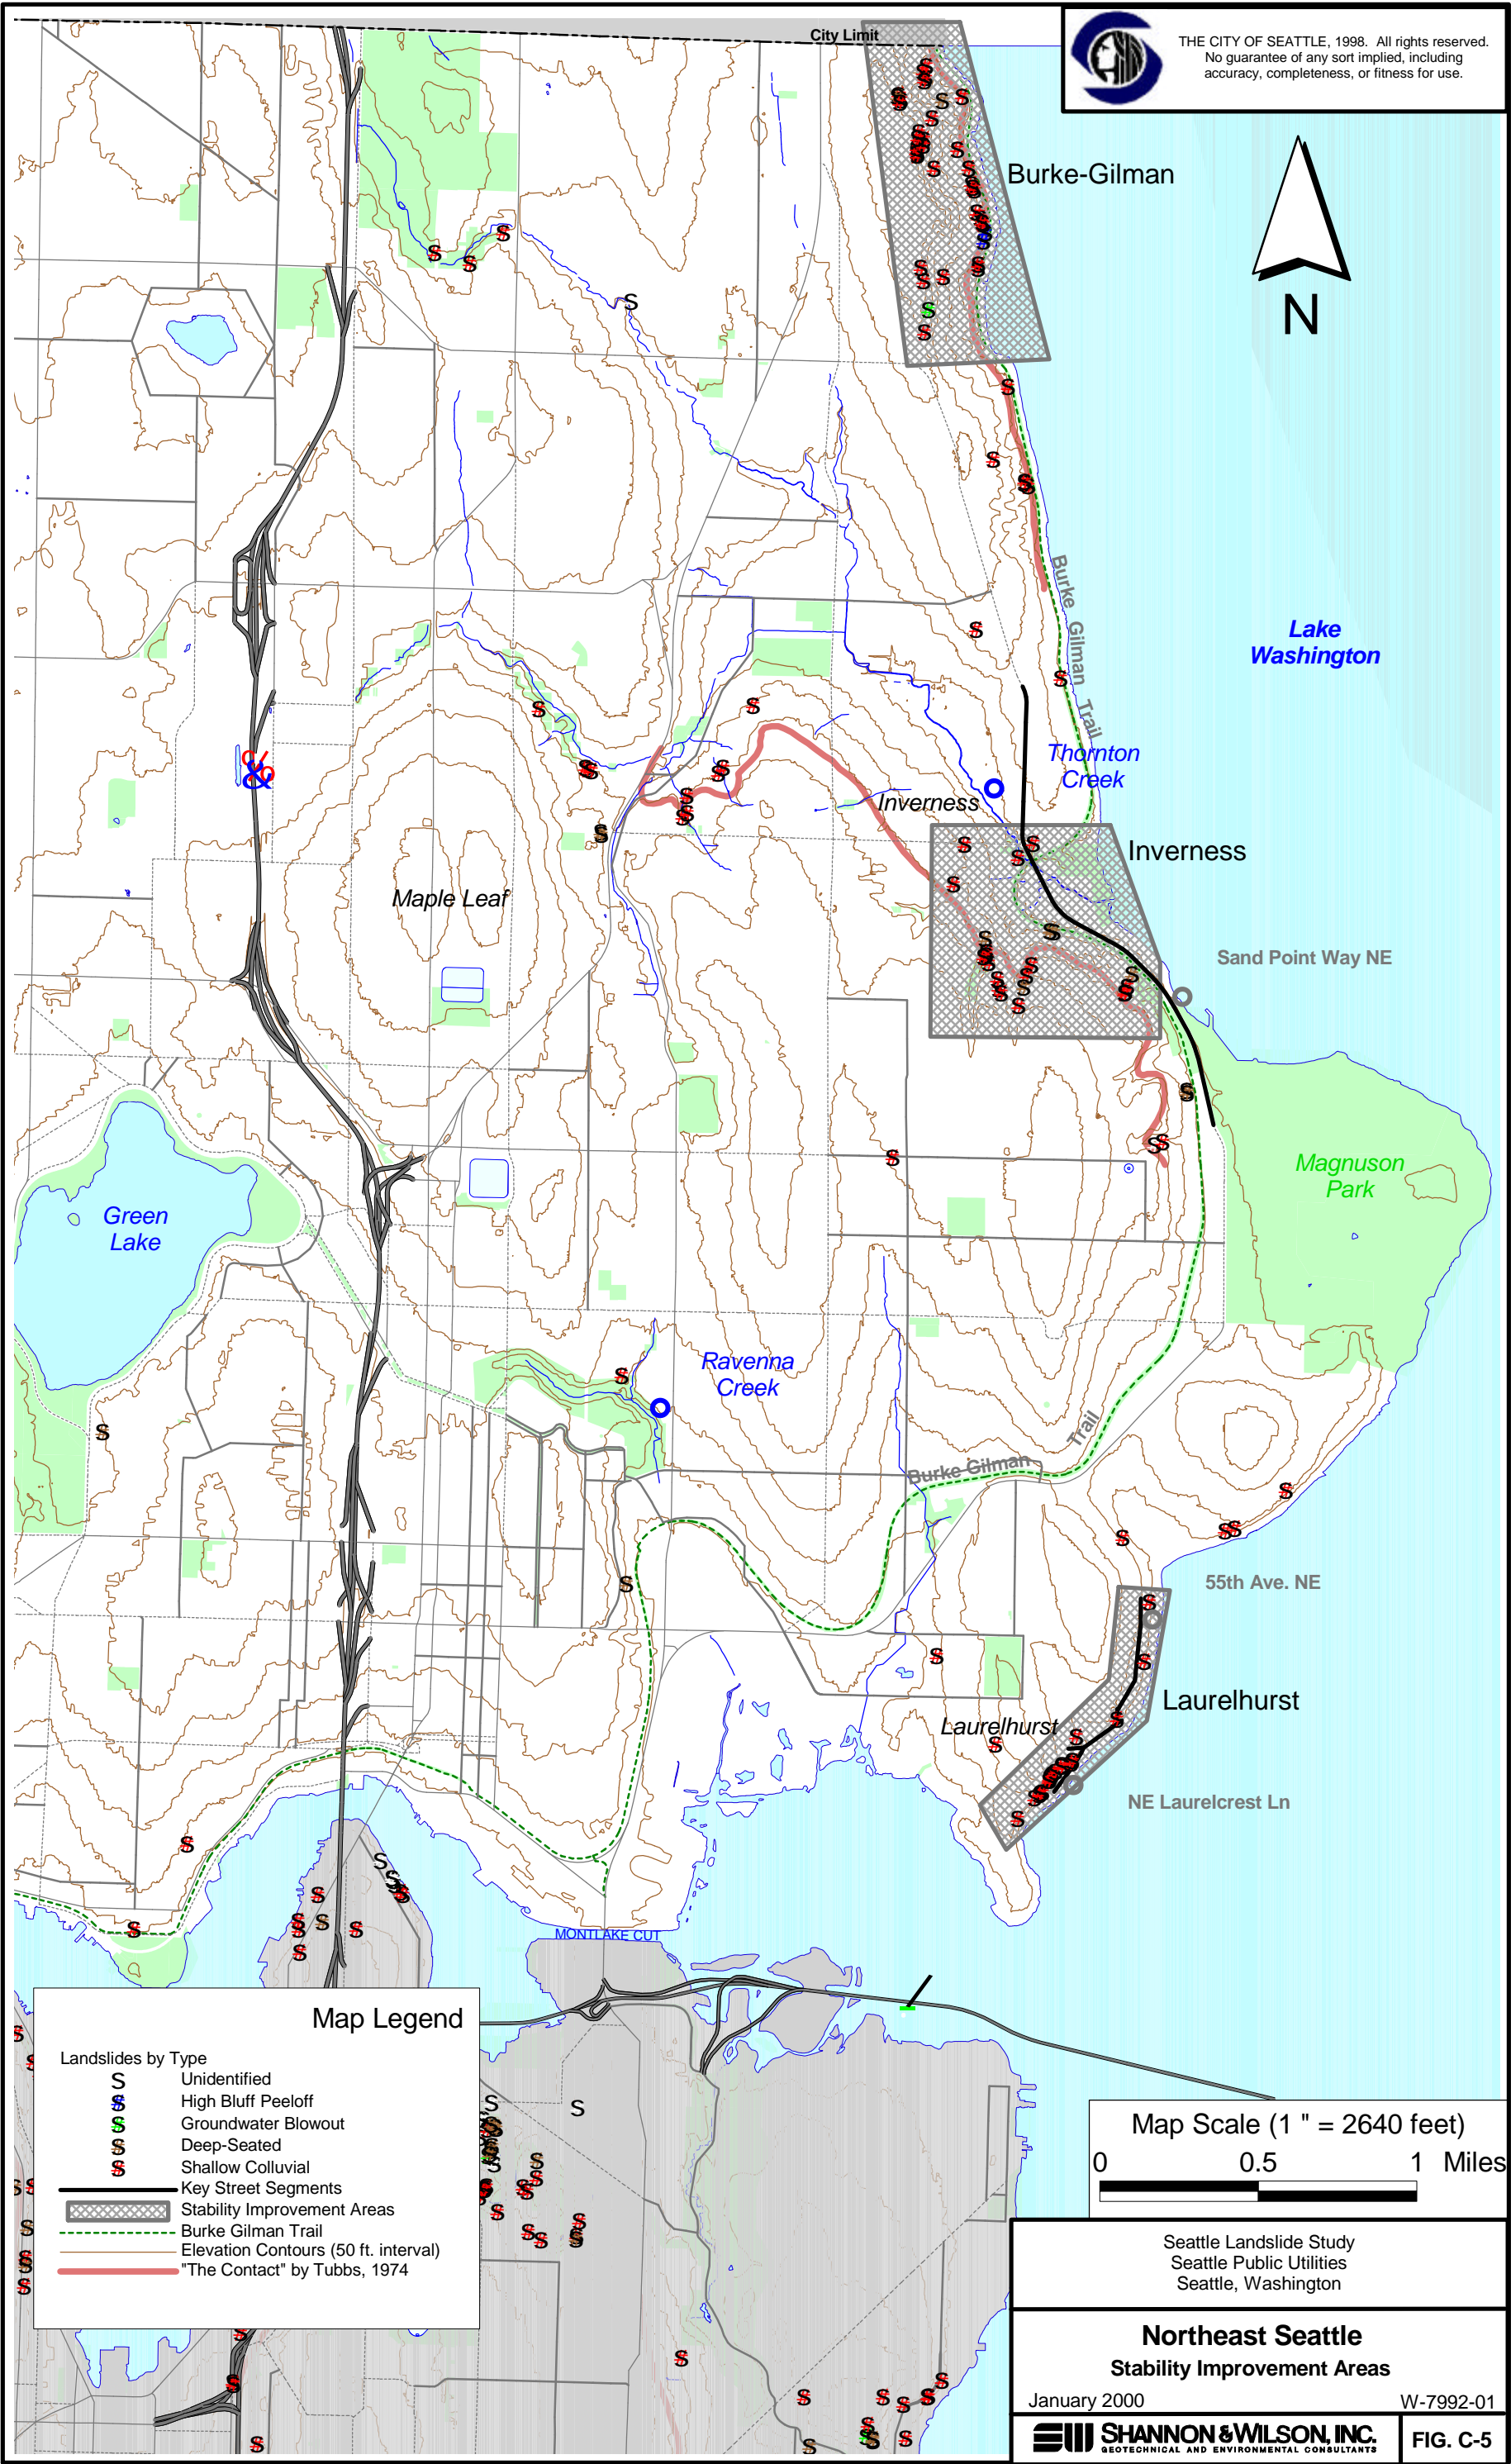 City Limit
THE CITY OF SEATTLE, 1998. All rights reserved.
No guarantee of any sort implied, including
accuracy, completeness, or fitness for use.
Burke-Gilman
N
Burke Gilman Trail
Lake
Washington
Thornton
Creek
Inverness
Inverness
Maple Leaf
Sand Point Way NE
Magnuson
Park
Green
Lake
Ravenna
Creek
Burke Gilman Trail
55th Ave. NE
Laurelhurst
Laurelhurst
NE Laurelcrest Ln
MONTLAKE CUT
Map Legend
Landslides by Type
S Unidentified
S High Bluff Peeloff
S Groundwater Blowout
S Deep-Seated
S Shallow Colluvial
Key Street Segments
Stability Improvement Areas
Burke Gilman Trail
Elevation Contours (50 ft. interval)
"The Contact" by Tubbs, 1974
Map Scale (1 " = 2640 feet)
0 0.5 1 Miles
Seattle Landslide Study
Seattle Public Utilities
Seattle, Washington
Northeast Seattle
Stability Improvement Areas
January 2000 W-7992-01
SHANNON & WILSON, INC.
GEOTECHNICAL AND ENVIRONMENTAL CONSULTANTS
FIG. C-5